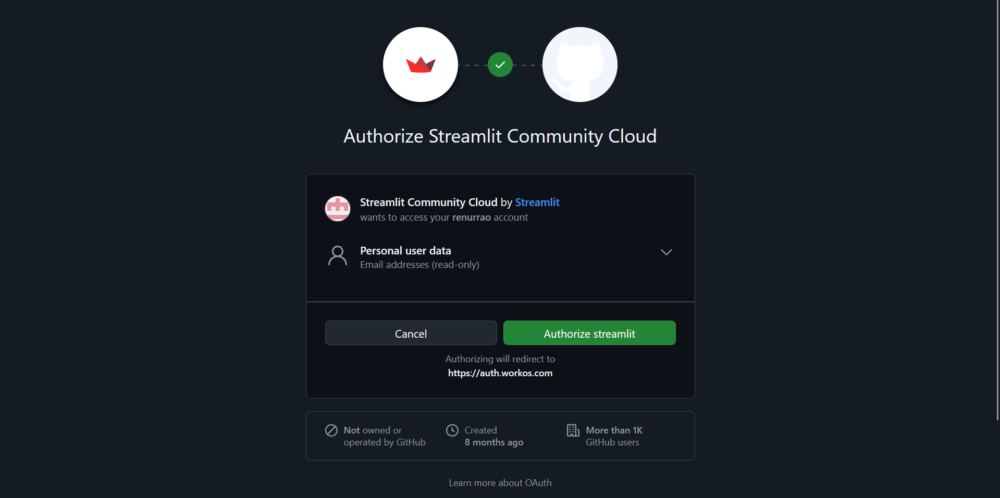 Authorize Streamlit Community Cloud
Streamlit Community Cloud by Streamlit
wants to access your renurrao account
Personal user data
Email addresses (read-only)
Cancel
Authorize streamlit
Authorizing will redirect to
https://auth.workos.com
Not owned or
operated by GitHub
Created
8 months ago
More than 1K
GitHub users
Learn more about OAuth